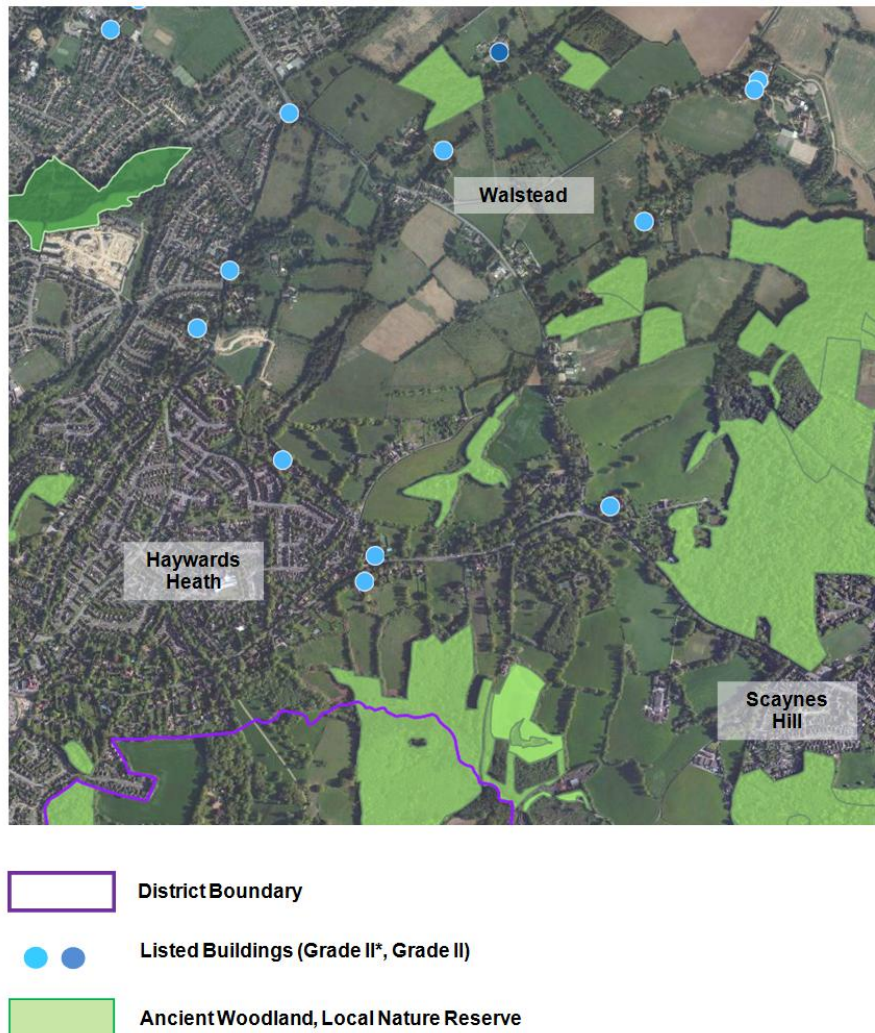 Walstead
Haywards
Heath
Scaynes
Hill
District Boundary
Listed Buildings (Grade II*, Grade II)
Ancient Woodland, Local Nature Reserve